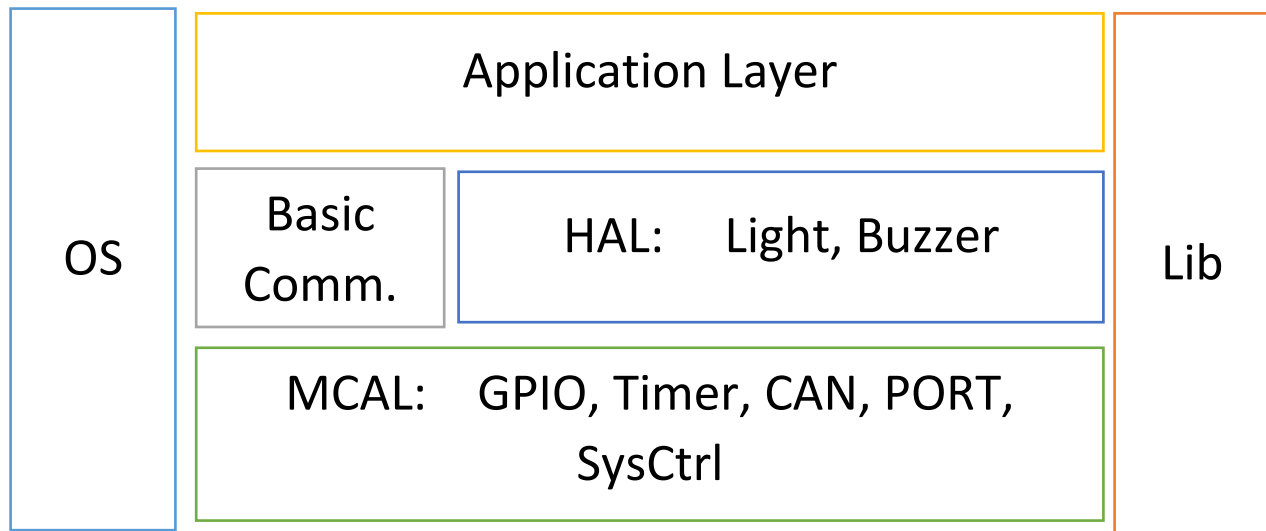 Application Layer
OS
Basic
Comm.
HAL: Light, Buzzer
Lib
MCAL: GPIO, Timer, CAN, PORT,
SysCtrl